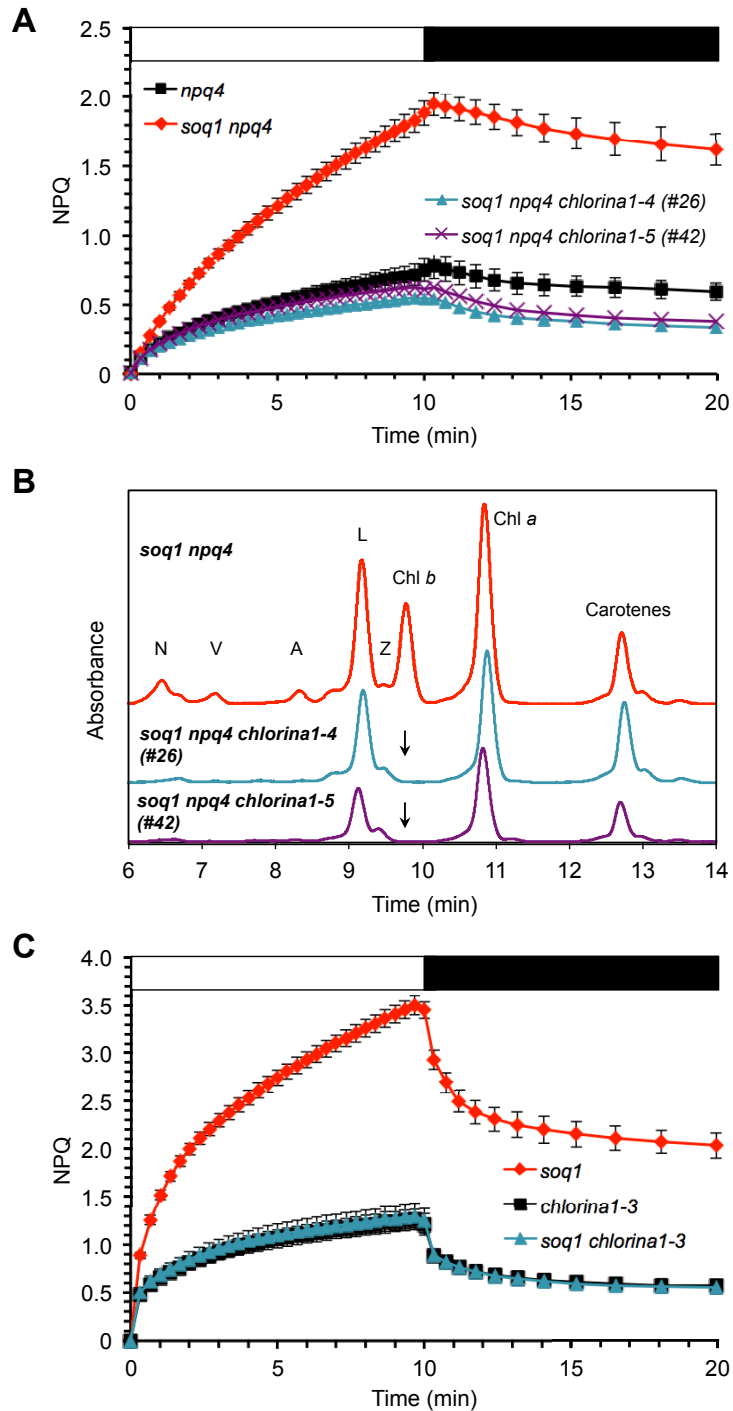 A
2.5
2.0
1.5
1.0
0.5
0
NPQ
npq4
soq1 npq4
soq1 npq4 chlorina1-4 (#26)
soq1 npq4 chlorina1-5 (#42)
0 5 10 15 20
Time (min)
B
Absorbance
soq1 npq4
N
V
A
L
Z
Chl b
Chl a
Carotenes
soq1 npq4 chlorina1-4
(#26)
soq1 npq4 chlorina1-5
(#42)
6 7 8 9 10 11 12 13 14
Time (min)
C
4.0
3.5
3.0
2.5
2.0
1.5
1.0
0.5
0
NPQ
soq1
chlorina1-3
soq1 chlorina1-3
0 5 10 15 20
Time (min)